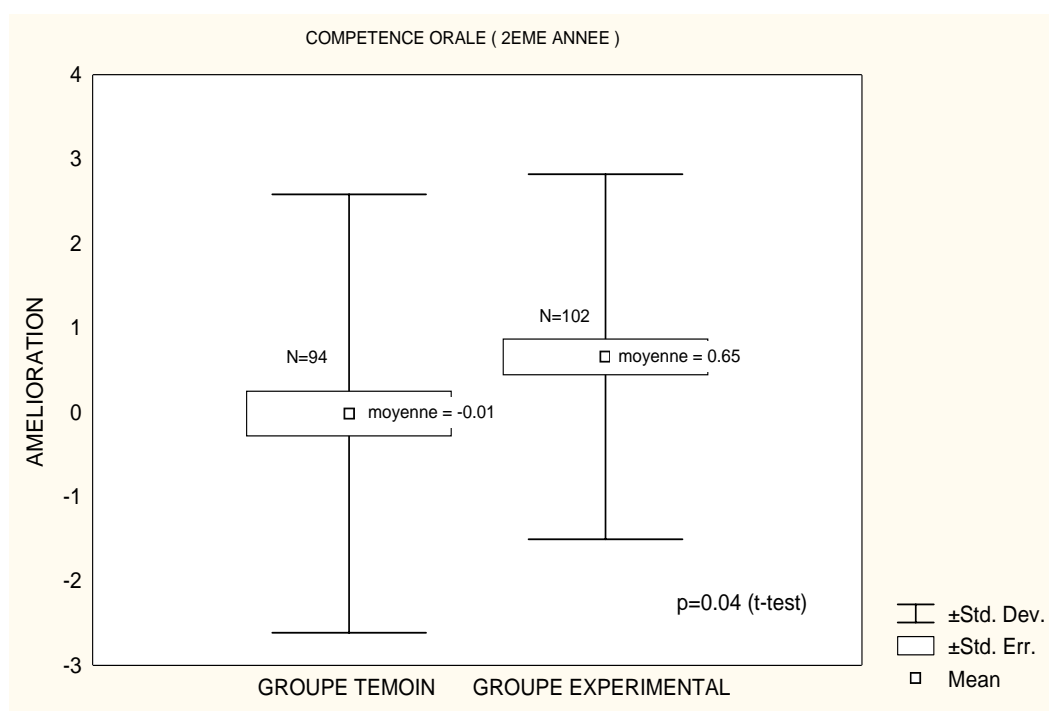 COMPETENCE ORALE ( 2EME ANNEE )
AMELIORATION
4
3
2
1
0
-1
-2
-3
N=94
moyenne = -0.01
N=102
moyenne = 0.65
p=0.04 (t-test)
GROUPE TEMOIN
GROUPE EXPERIMENTAL
±Std. Dev.
±Std. Err.
Mean